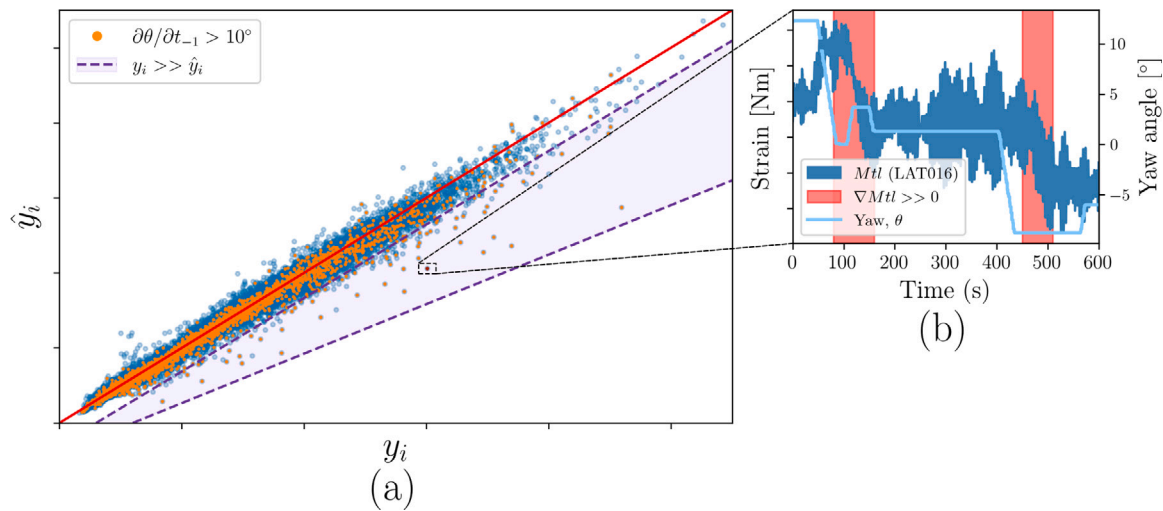 ∂θ/∂t₋₁ > 10°
yᵢ >> ŷᵢ
ŷᵢ
yᵢ
(a)
Strain [Nm]
Mtl (LAT016)
∇Mtl >> 0
Yaw, θ
10
5
0
−5
Yaw angle [°]
0 100 200 300 400 500 600
Time (s)
(b)